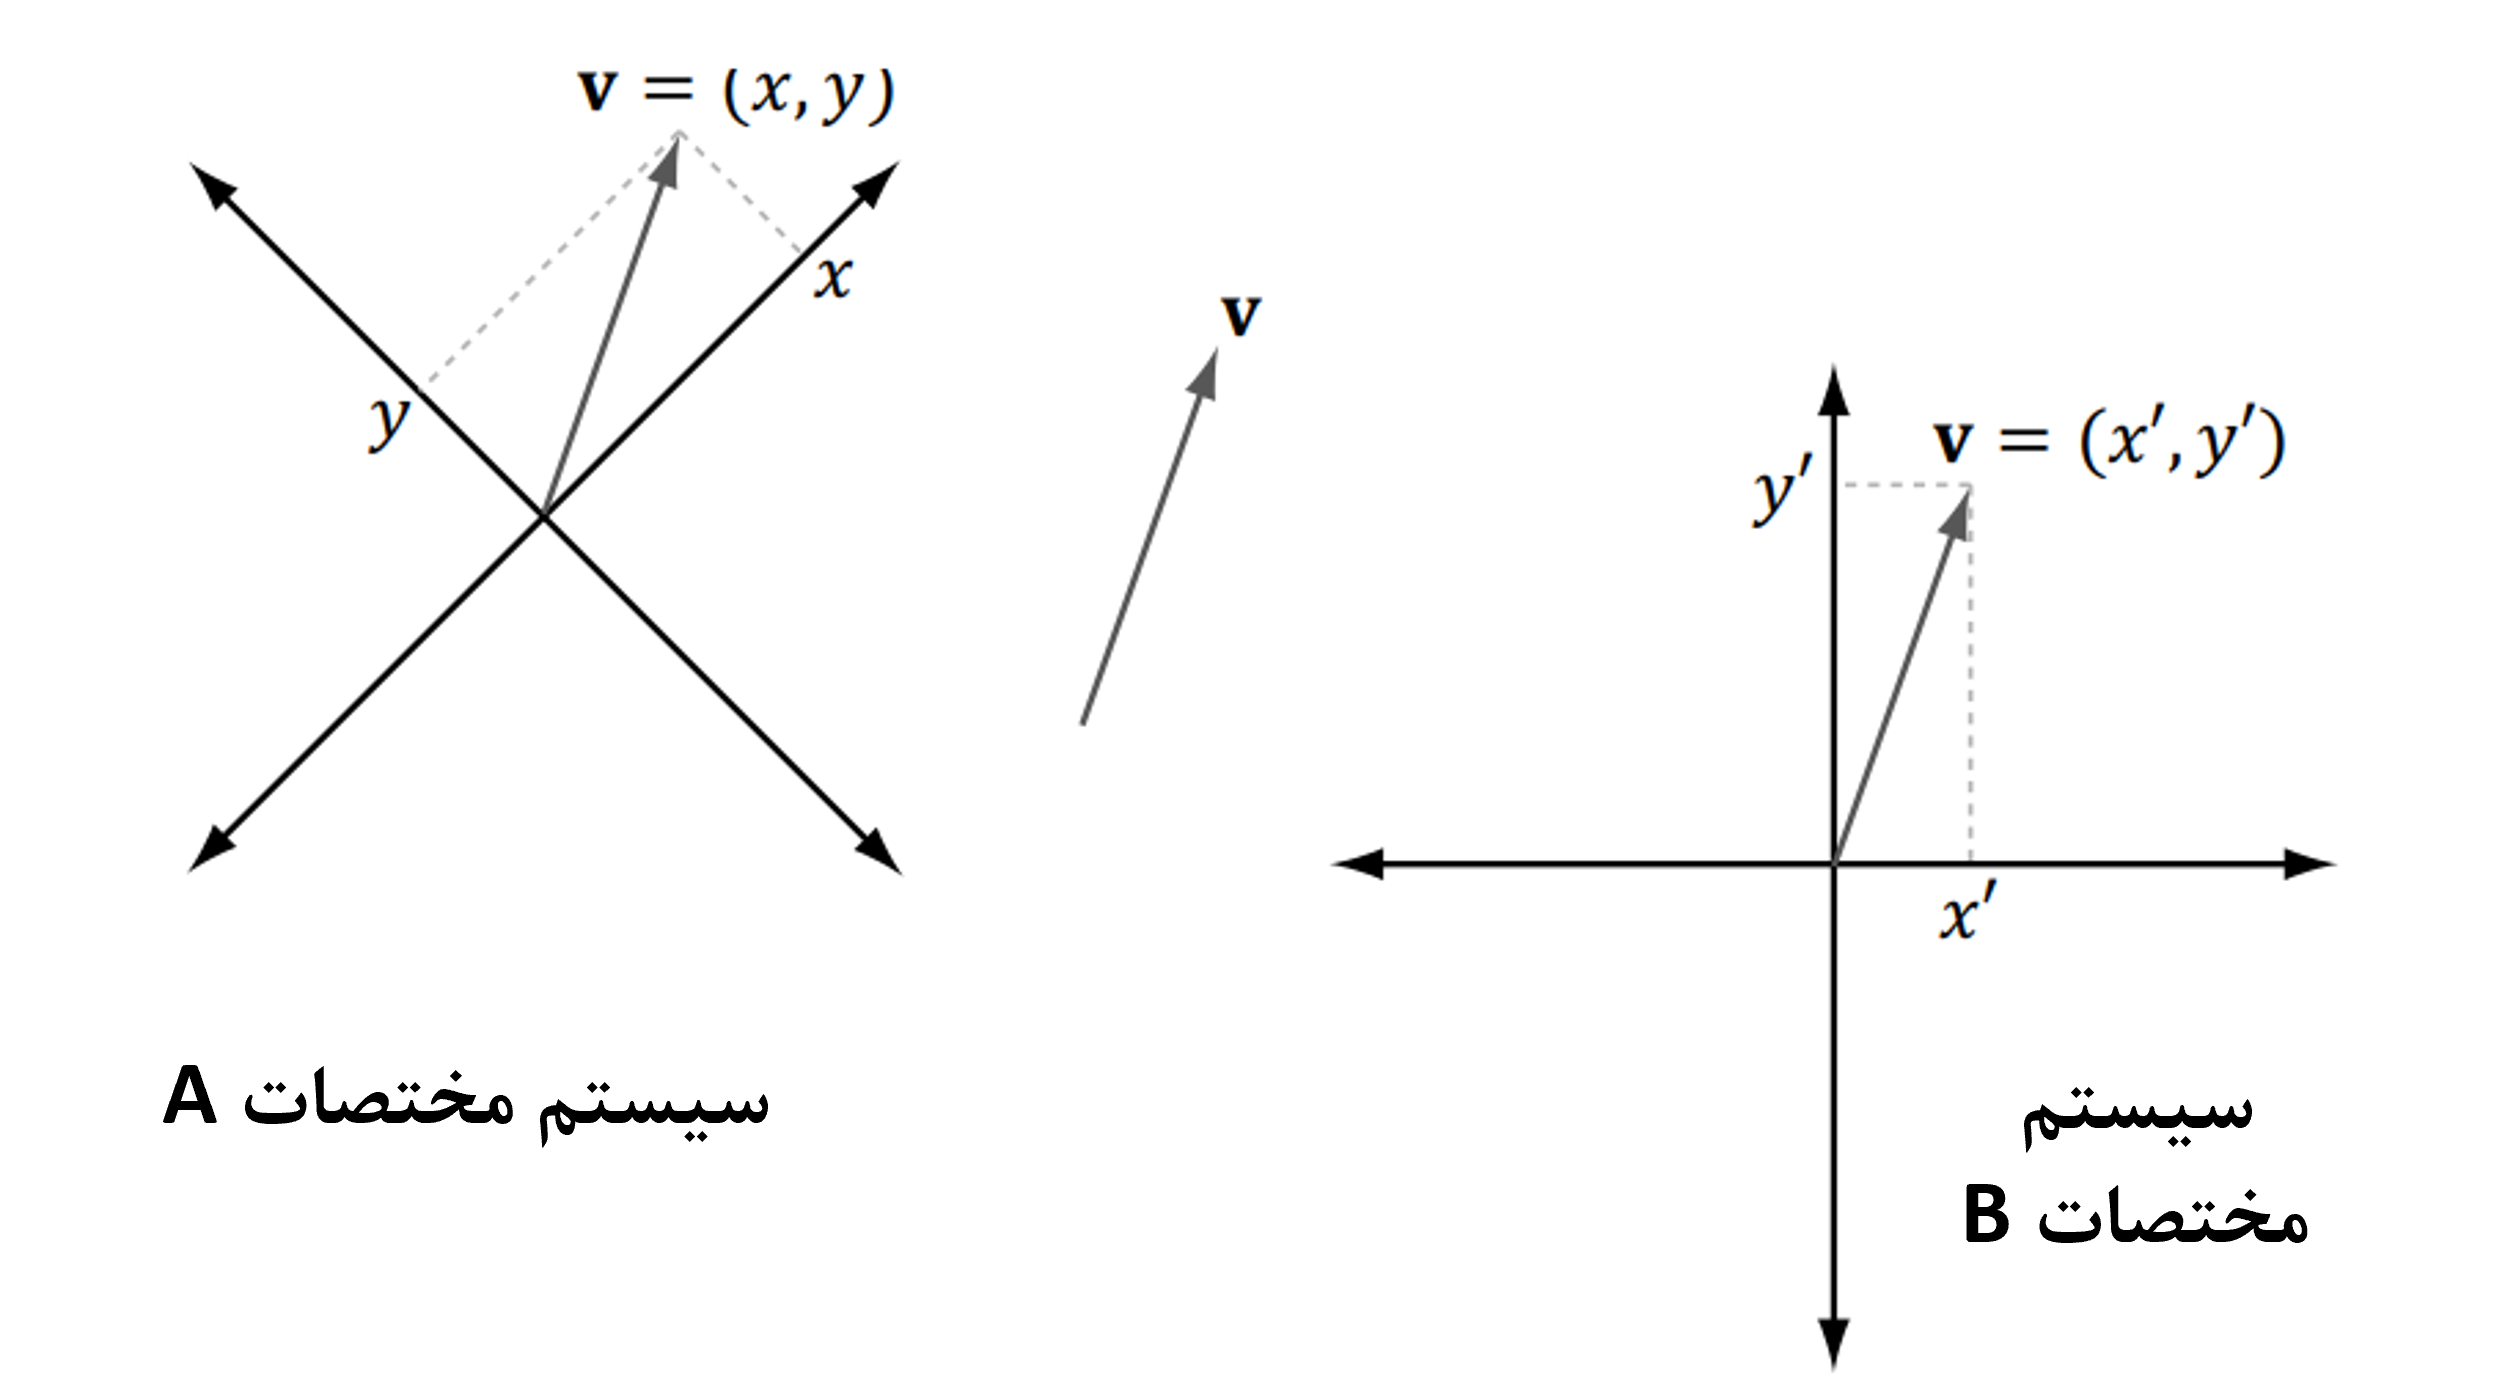 v = (x, y)
x
y
سیستم مختصات A
v
v = (x′, y′)
y′
x′
سیستم
مختصات B